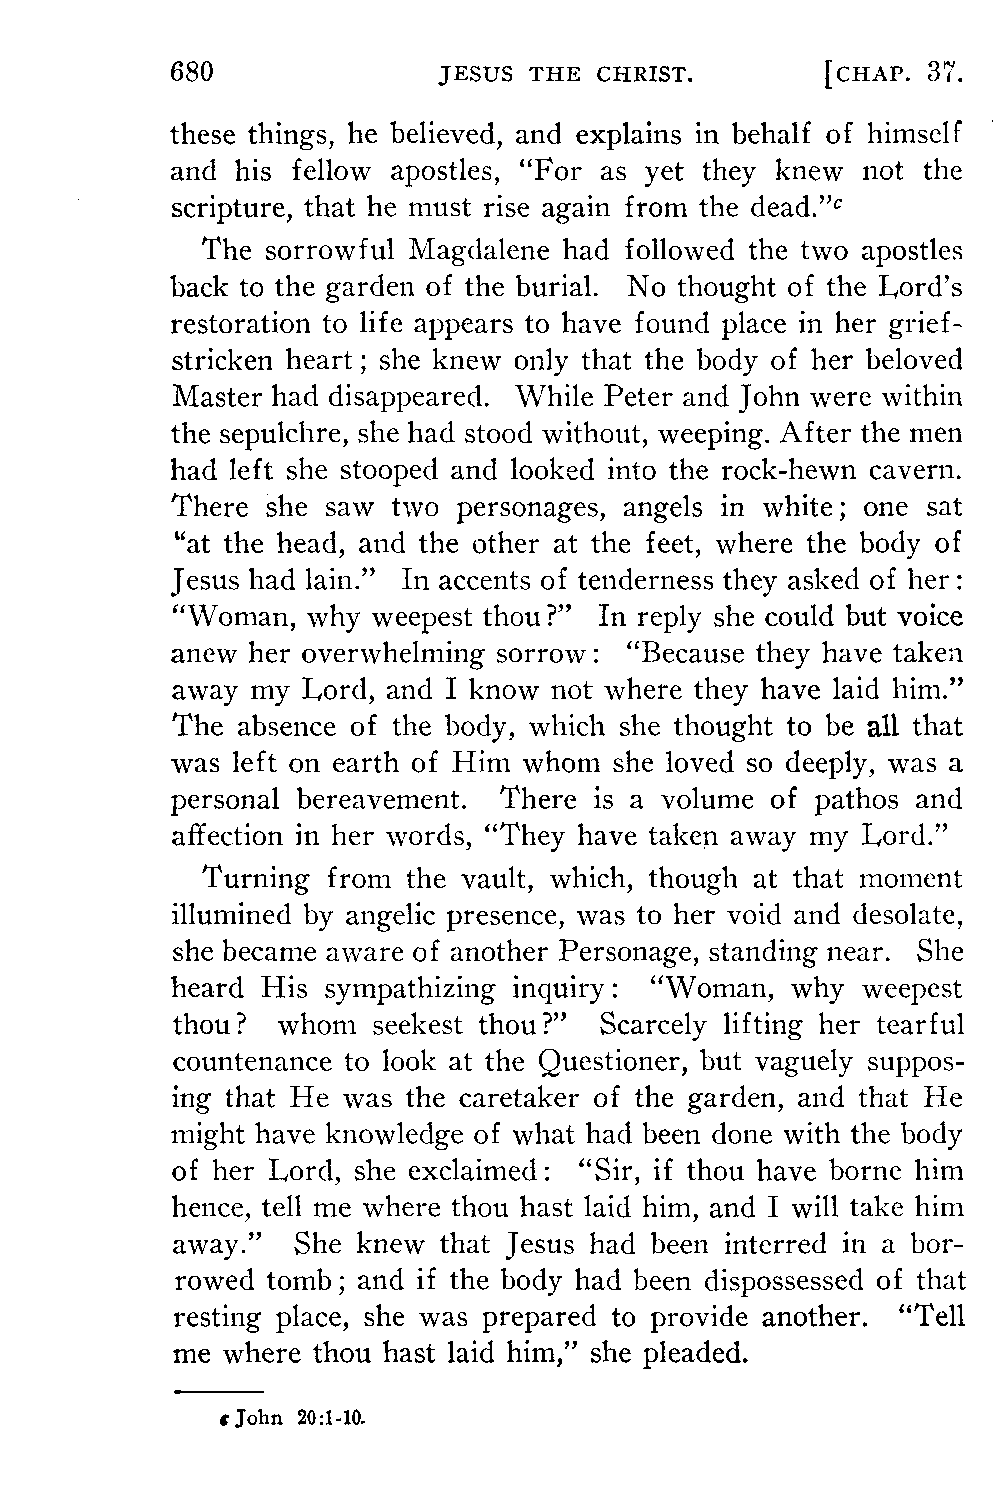 680 JESUS THE CHRIST. [CHAP. 37.
these things, he believed, and explains in behalf of himself
and his fellow apostles, “For as yet they knew not the
scripture, that he must rise again from the dead.”c
The sorrowful Magdalene had followed the two apostles
back to the garden of the burial. No thought of the Lord’s
restoration to life appears to have found place in her grief-
stricken heart; she knew only that the body of her beloved
Master had disappeared. While Peter and John were within
the sepulchre, she had stood without, weeping. After the men
had left she stooped and looked into the rock-hewn cavern.
There she saw two personages, angels in white; one sat
“at the head, and the other at the feet, where the body of
Jesus had lain.” In accents of tenderness they asked of her:
“Woman, why weepest thou?” In reply she could but voice
anew her overwhelming sorrow: “Because they have taken
away my Lord, and I know not where they have laid him.”
The absence of the body, which she thought to be all that
was left on earth of Him whom she loved so deeply, was a
personal bereavement. There is a volume of pathos and
affection in her words, “They have taken away my Lord.”
Turning from the vault, which, though at that moment
illumined by angelic presence, was to her void and desolate,
she became aware of another Personage, standing near. She
heard His sympathizing inquiry: “Woman, why weepest
thou? whom seekest thou?” Scarcely lifting her tearful
countenance to look at the Questioner, but vaguely suppos-
ing that He was the caretaker of the garden, and that He
might have knowledge of what had been done with the body
of her Lord, she exclaimed: “Sir, if thou have borne him
hence, tell me where thou hast laid him, and I will take him
away.” She knew that Jesus had been interred in a bor-
rowed tomb; and if the body had been dispossessed of that
resting place, she was prepared to provide another. “Tell
me where thou hast laid him,” she pleaded.
c John 20:1-10.